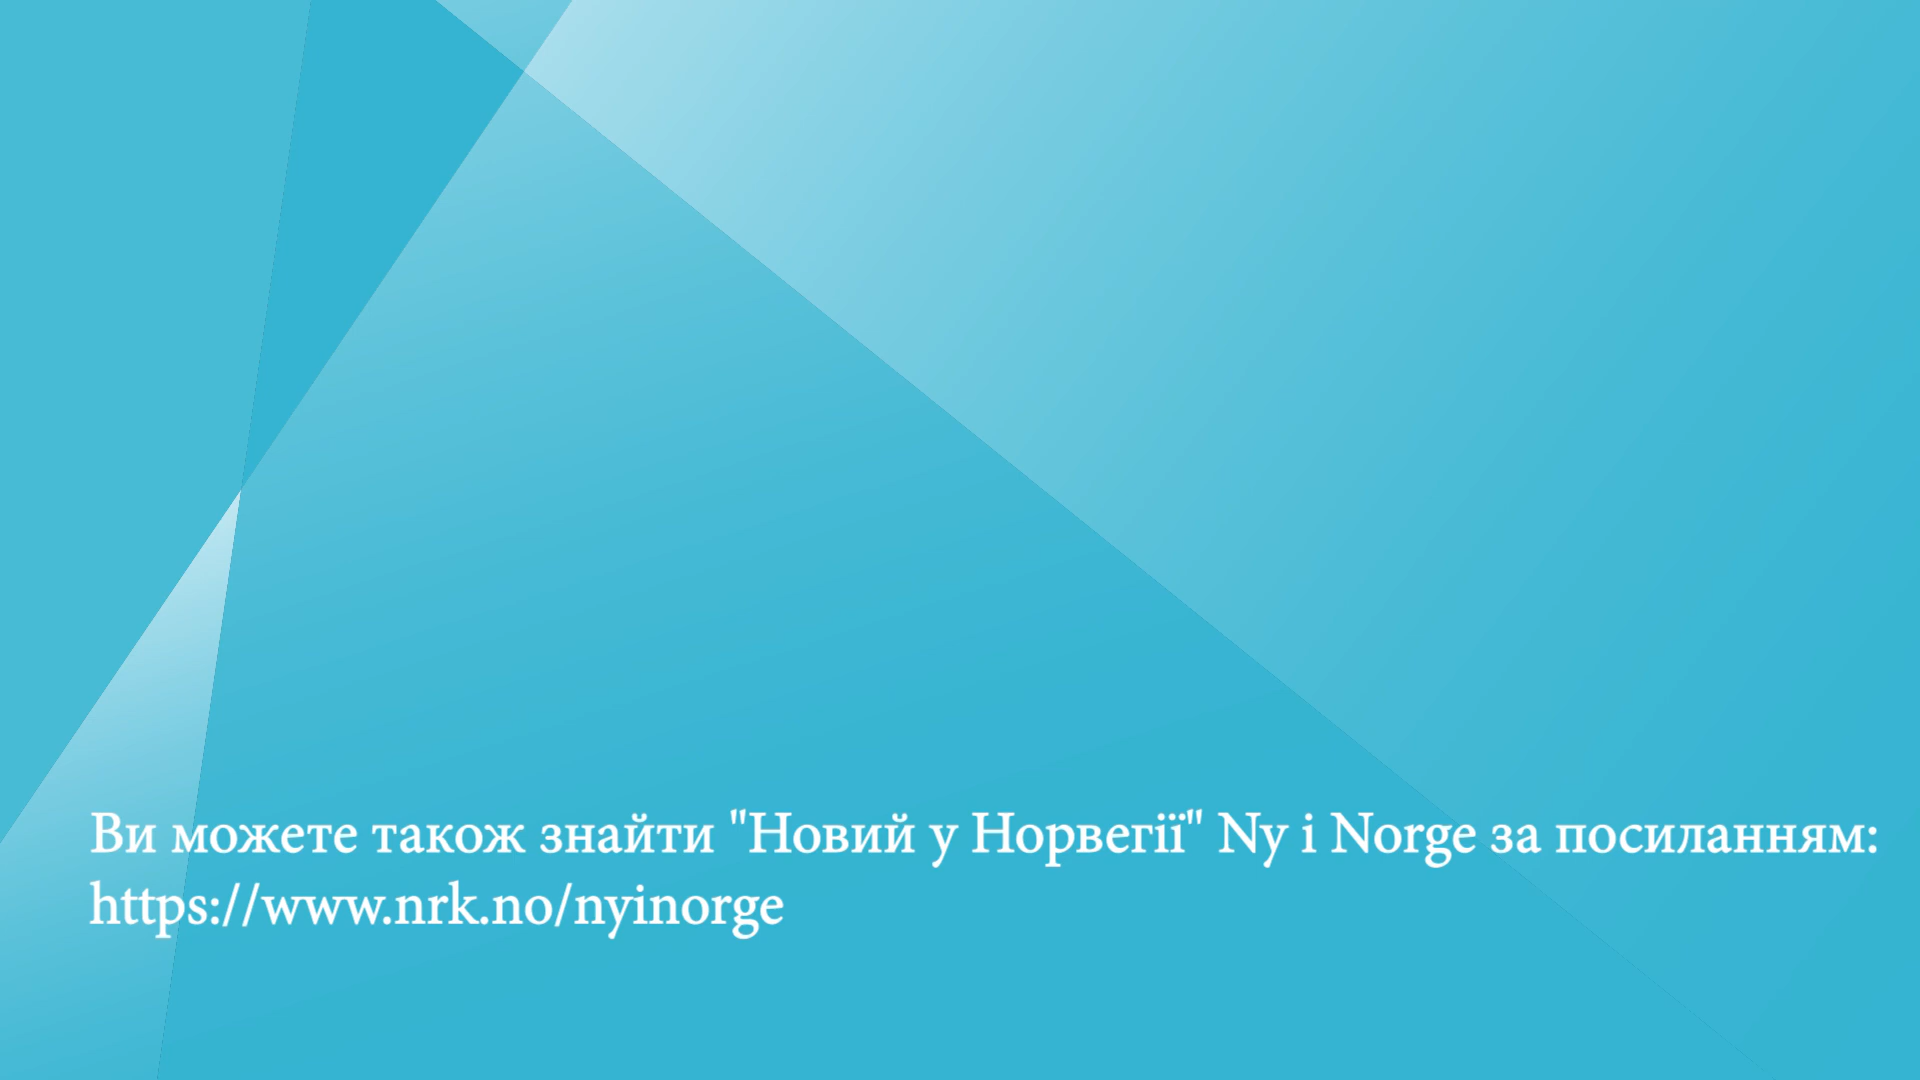 Ви можете також знайти "Новий у Норвегії" Ny i Norge за посиланням:
https://www.nrk.no/nyinorge